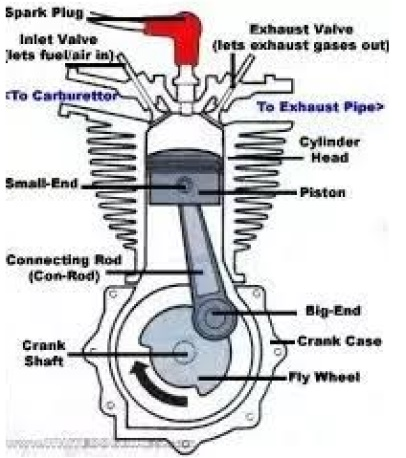 Spark Plug
Inlet Valve
(lets fuel/air in)
Exhaust Valve
(lets exhaust gases out)
<To Carburettor
To Exhaust Pipe>
Cylinder
Head
Small-End
Piston
Connecting Rod
(Con-Rod)
Big-End
Crank
Shaft
Crank Case
Fly Wheel